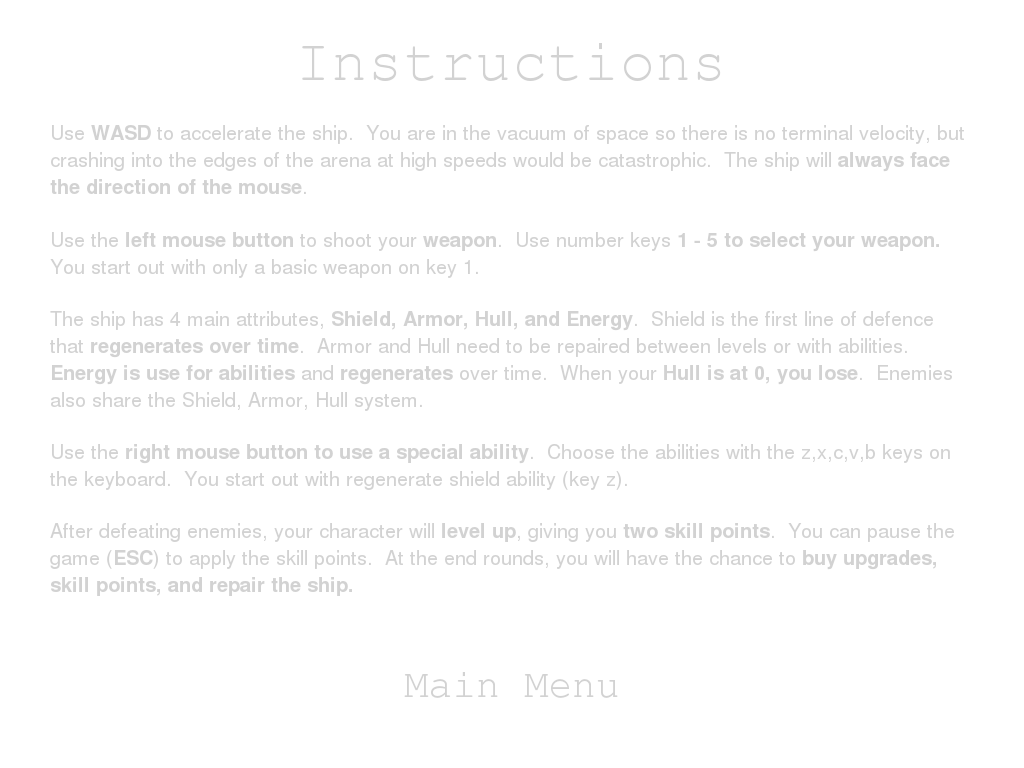 Instructions
Use WASD to accelerate the ship.  You are in the vacuum of space so there is no terminal velocity, but
crashing into the edges of the arena at high speeds would be catastrophic.  The ship will always face
the direction of the mouse.
Use the left mouse button to shoot your weapon.  Use number keys 1 - 5 to select your weapon.
You start out with only a basic weapon on key 1.
The ship has 4 main attributes, Shield, Armor, Hull, and Energy.  Shield is the first line of defence
that regenerates over time.  Armor and Hull need to be repaired between levels or with abilities.
Energy is use for abilities and regenerates over time.  When your Hull is at 0, you lose.  Enemies
also share the Shield, Armor, Hull system.
Use the right mouse button to use a special ability.  Choose the abilities with the z,x,c,v,b keys on
the keyboard.  You start out with regenerate shield ability (key z).
After defeating enemies, your character will level up, giving you two skill points.  You can pause the
game (ESC) to apply the skill points.  At the end rounds, you will have the chance to buy upgrades,
skill points, and repair the ship.
Main Menu